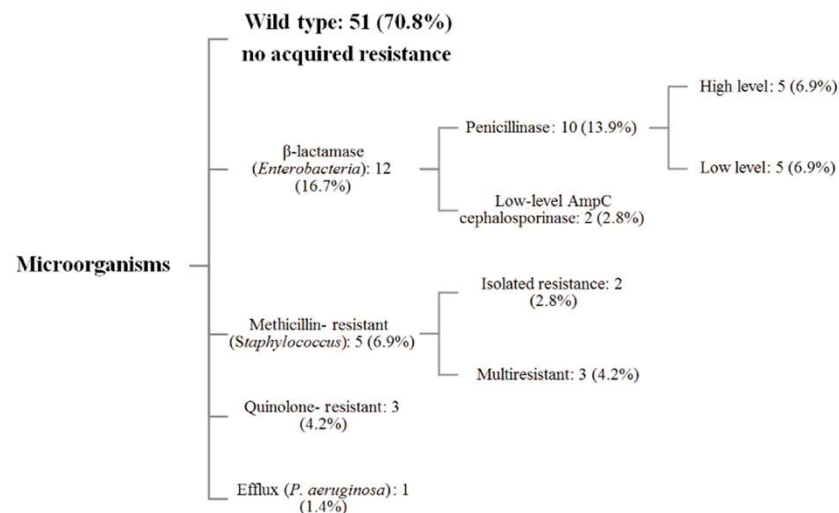 Wild type: 51 (70.8%)
no acquired resistance
High level: 5 (6.9%)
Penicillinase: 10 (13.9%)
β-lactamase
(Enterobacteria): 12
(16.7%)
Low level: 5 (6.9%)
Low-level AmpC
cephalosporinase: 2 (2.8%)
Microorganisms
Isolated resistance: 2
(2.8%)
Methicillin- resistant
(Staphylococcus): 5 (6.9%)
Multiresistant: 3 (4.2%)
Quinolone- resistant: 3
(4.2%)
Efflux (P. aeruginosa): 1
(1.4%)